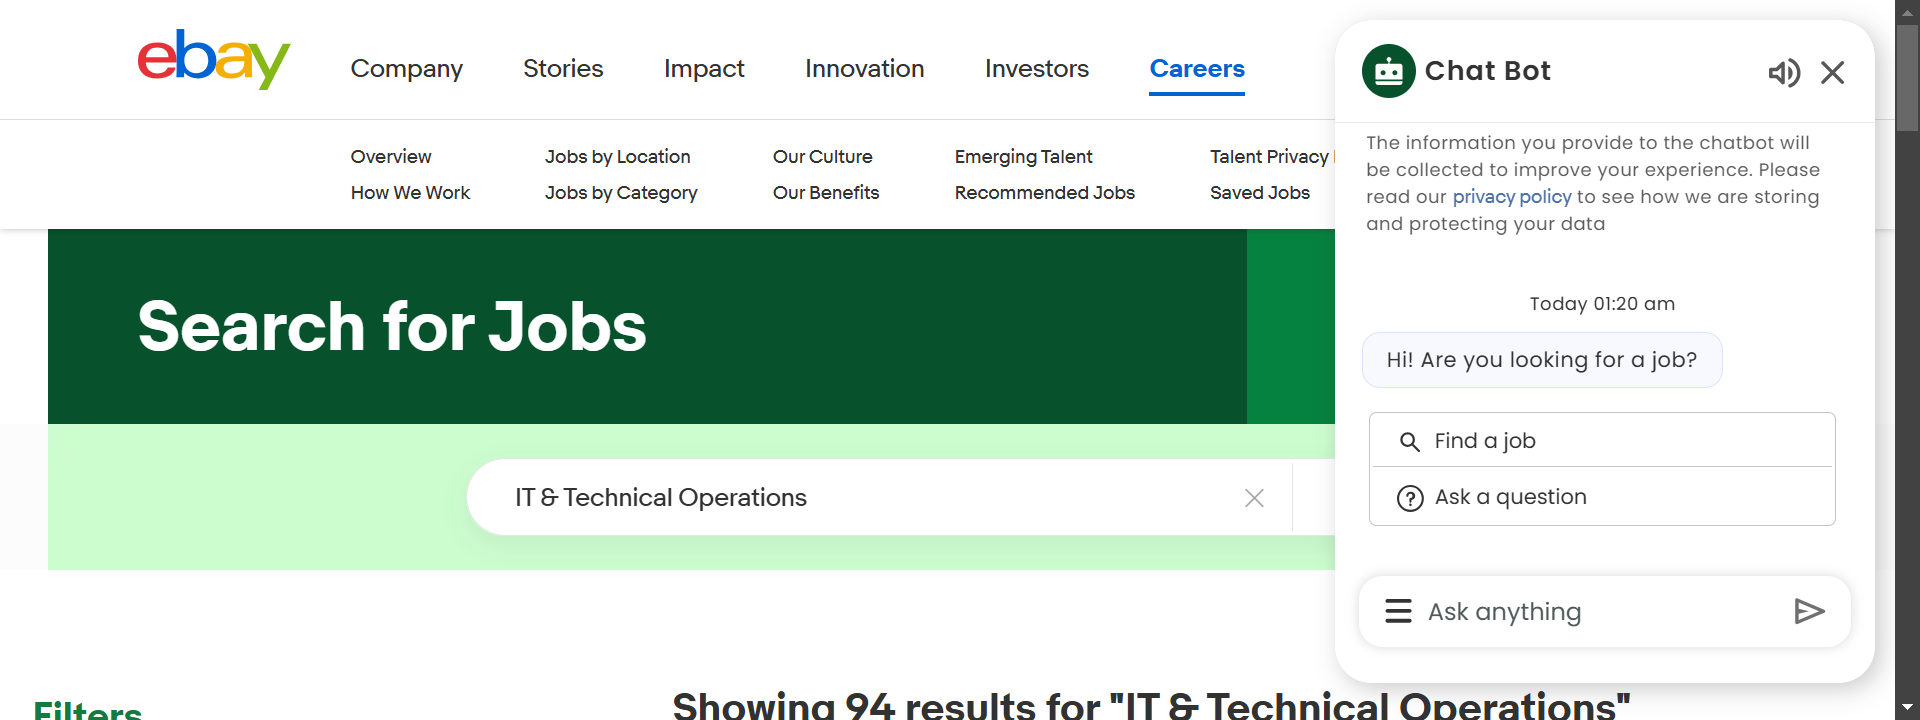 ebay
Company Stories Impact Innovation Investors Careers
Overview Jobs by Location Our Culture Emerging Talent Talent Privacy
How We Work Jobs by Category Our Benefits Recommended Jobs Saved Jobs
Search for Jobs
IT & Technical Operations
Filters
Showing 94 results for "IT & Technical Operations"
Chat Bot
The information you provide to the chatbot will
be collected to improve your experience. Please
read our privacy policy to see how we are storing
and protecting your data
Today 01:20 am
Hi! Are you looking for a job?
Find a job
Ask a question
Ask anything